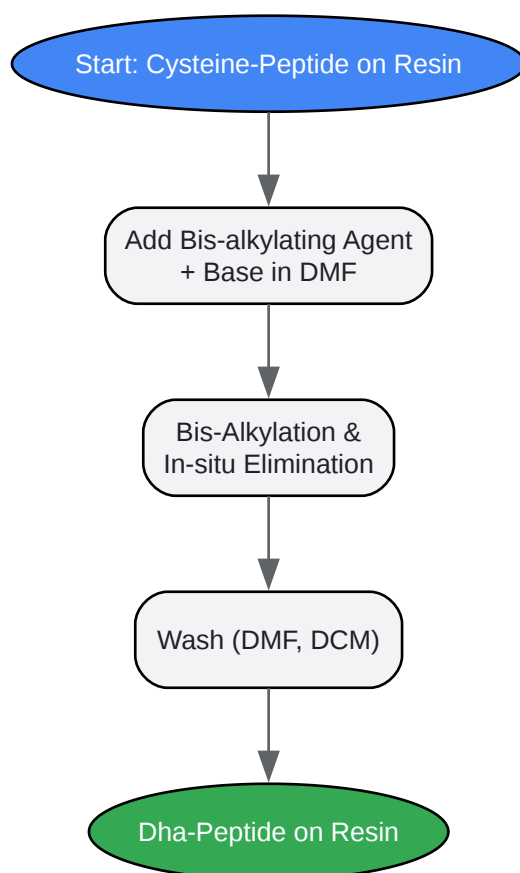 Start: Cysteine-Peptide on Resin
Add Bis-alkylating Agent
+ Base in DMF
Bis-Alkylation &
In-situ Elimination
Wash (DMF, DCM)
Dha-Peptide on Resin